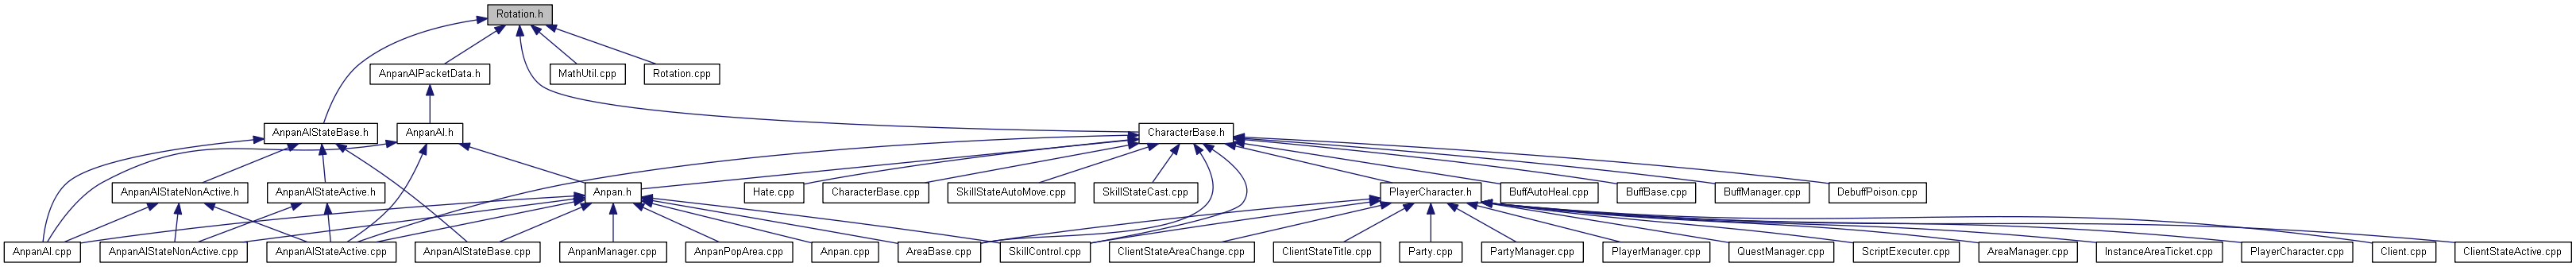 Rotation.h
AnpanAIPacketData.h
MathUtil.cpp
Rotation.cpp
AnpanAIStateBase.h
AnpanAI.h
CharacterBase.h
AnpanAIStateNonActive.h
AnpanAIStateActive.h
Anpan.h
Hate.cpp
CharacterBase.cpp
SkillStateAutoMove.cpp
SkillStateCast.cpp
PlayerCharacter.h
BuffAutoHeal.cpp
BuffBase.cpp
BuffManager.cpp
DebuffPoison.cpp
AnpanAI.cpp
AnpanAIStateNonActive.cpp
AnpanAIStateActive.cpp
AnpanAIStateBase.cpp
AnpanManager.cpp
AnpanPopArea.cpp
Anpan.cpp
AreaBase.cpp
SkillControl.cpp
ClientStateAreaChange.cpp
ClientStateTitle.cpp
Party.cpp
PartyManager.cpp
PlayerManager.cpp
QuestManager.cpp
ScriptExecuter.cpp
AreaManager.cpp
InstanceAreaTicket.cpp
PlayerCharacter.cpp
Client.cpp
ClientStateActive.cpp